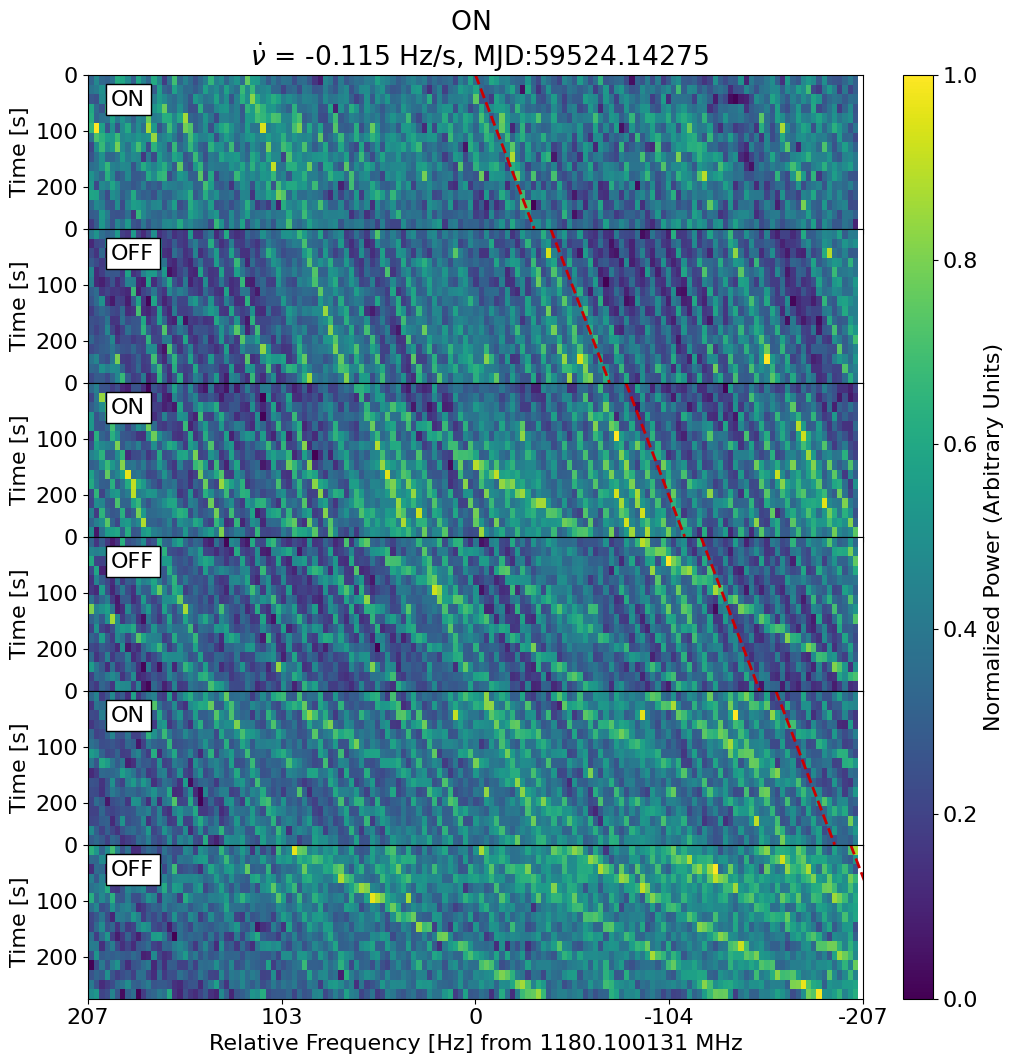 ON
ν̇ = -0.115 Hz/s, MJD:59524.14275
0
ON
100
200
Time [s]
0
OFF
100
200
Time [s]
0
ON
100
200
Time [s]
0
OFF
100
200
Time [s]
0
ON
100
200
Time [s]
0
OFF
100
200
Time [s]
207 103 0 -104 -207
Relative Frequency [Hz] from 1180.100131 MHz
1.0
0.8
0.6
0.4
0.2
0.0
Normalized Power (Arbitrary Units)